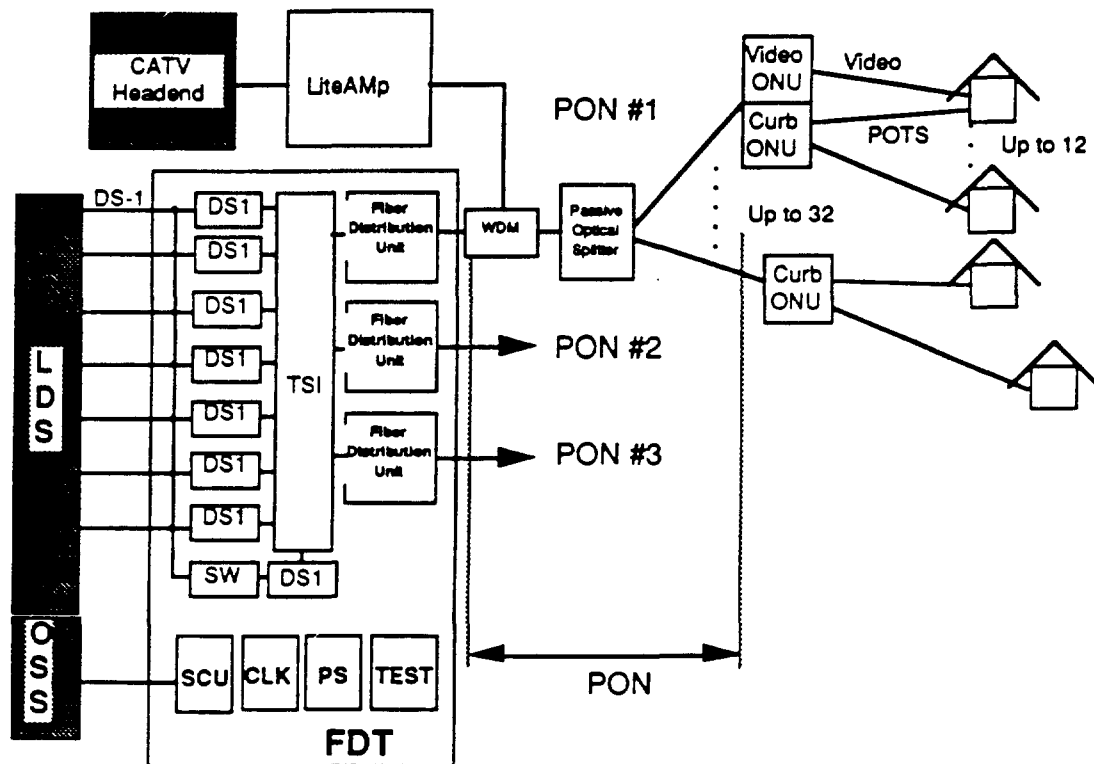 CATV
Headend
LiteAMp
PON #1
Video
ONU
Curb
ONU
Video
POTS
Up to 12
Up to 32
Curb
ONU
LDS
DS-1
DS1
DS1
DS1
DS1
DS1
DS1
DS1
SW
DS1
TSI
Fiber
Distribution
Unit
Fiber
Distribution
Unit
Fiber
Distribution
Unit
WDM
Passive
Optical
Splitter
PON #2
PON #3
OSS
SCU
CLK
PS
TEST
PON
FDT